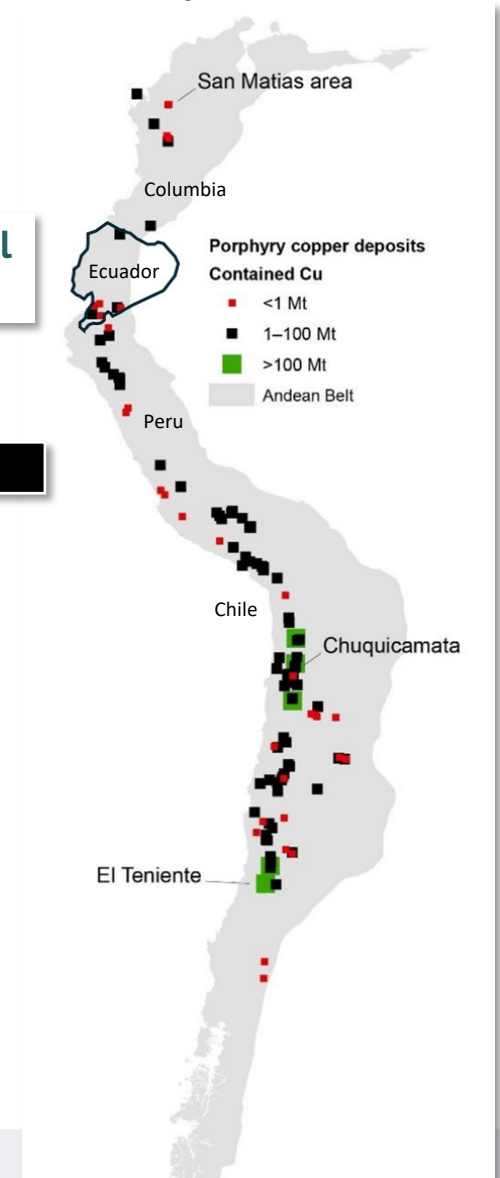 San Matias area
Columbia
l
Ecuador
Porphyry copper deposits
Contained Cu
<1 Mt
1–100 Mt
>100 Mt
Andean Belt
Peru
Chile
Chuquicamata
El Teniente